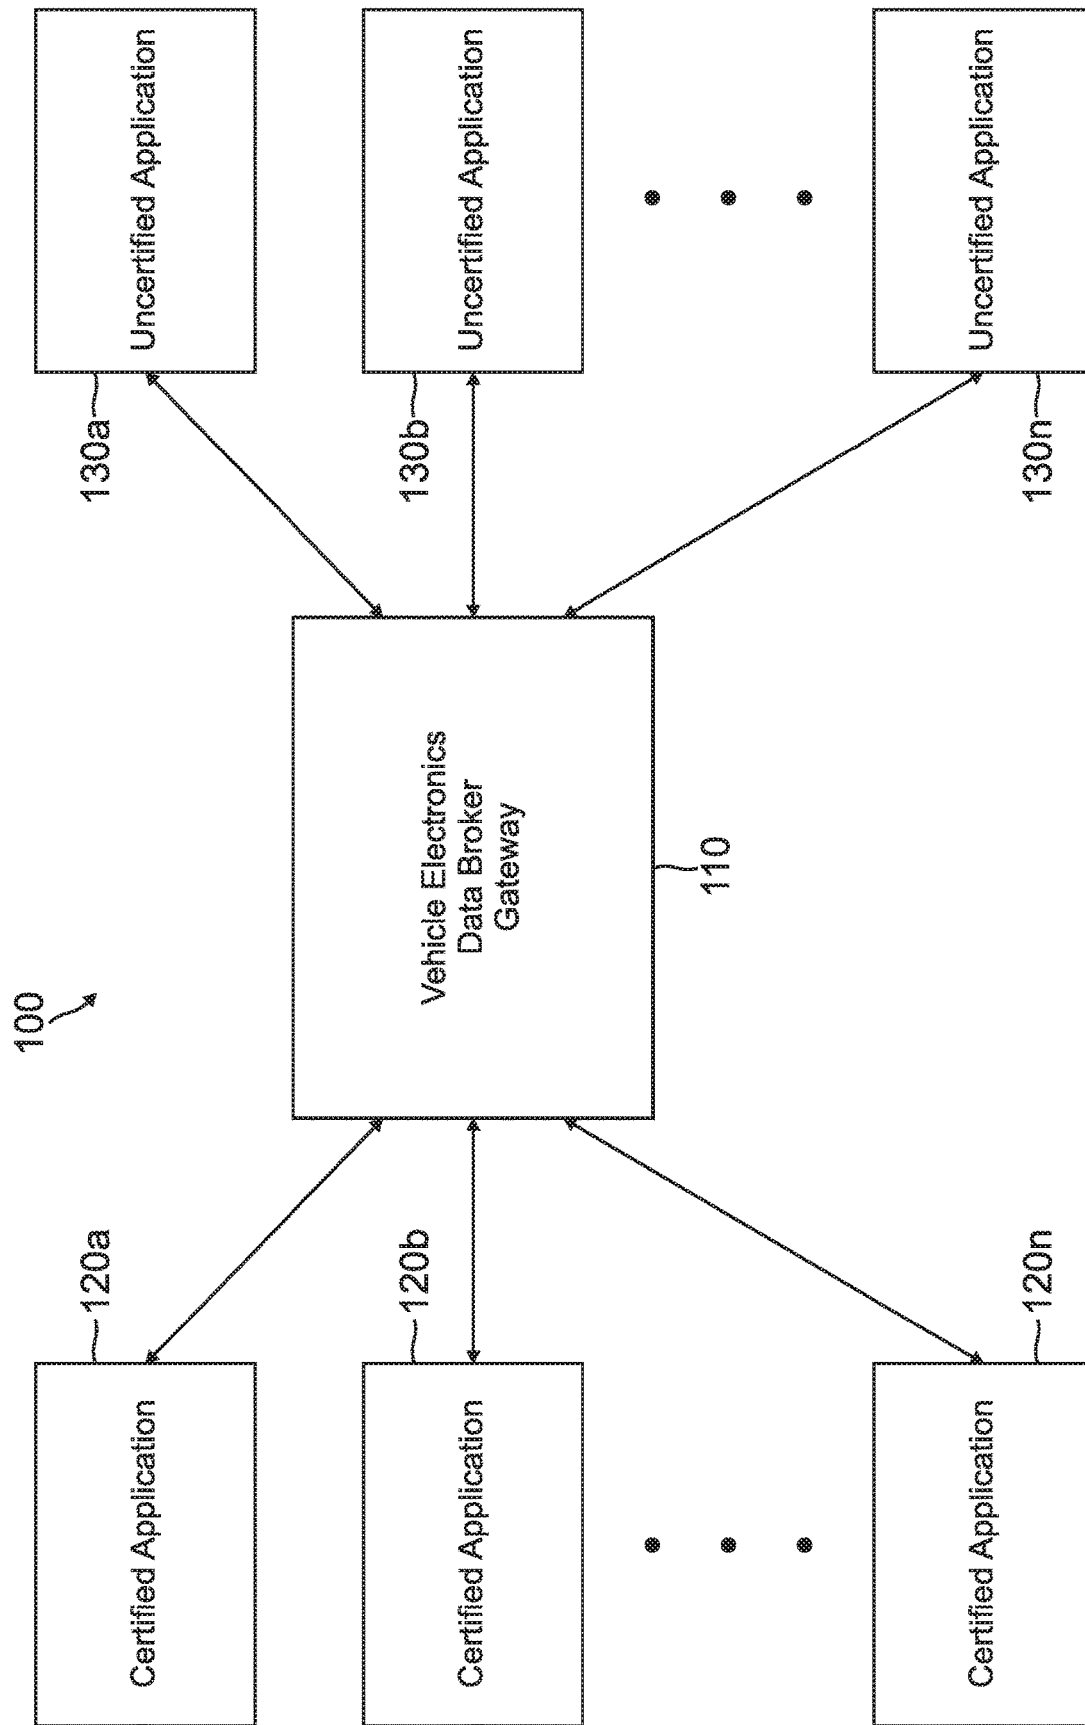 100
Certified Application
120a
Certified Application
120b
Certified Application
120n
Vehicle Electronics
Data Broker
Gateway
110
Uncertified Application
130a
Uncertified Application
130b
Uncertified Application
130n